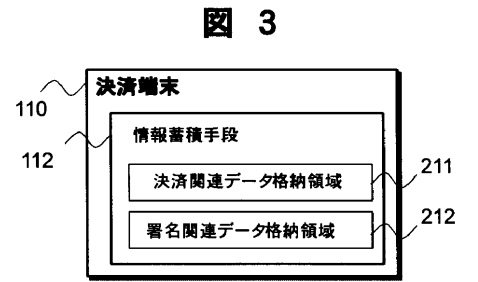 図 3
決済端末
110
情報蓄積手段
112
決済関連データ格納領域
211
署名関連データ格納領域
212